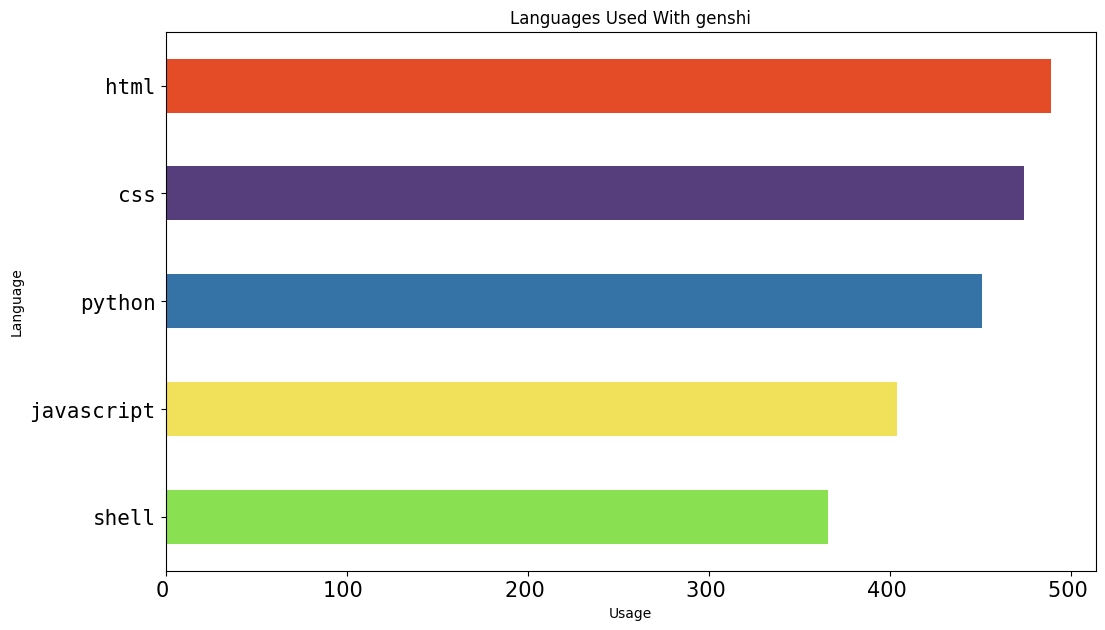 Languages Used With genshi
html
css
python
javascript
shell
Language
0 100 200 300 400 500
Usage